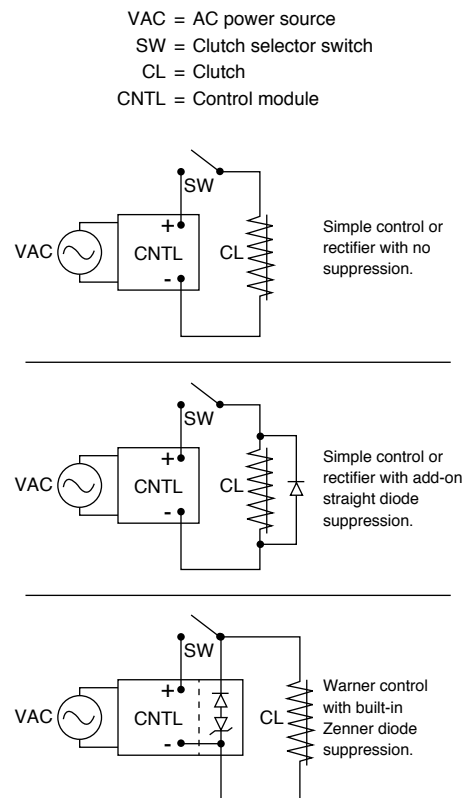 VAC = AC power source
SW = Clutch selector switch
CL = Clutch
CNTL = Control module
SW
+
VAC
CNTL
CL
-
Simple control or
rectifier with no
suppression.
SW
+
VAC
CNTL
CL
-
Simple control or
rectifier with add-on
straight diode
suppression.
SW
+
VAC
CNTL
CL
-
Warner control
with built-in
Zenner diode
suppression.